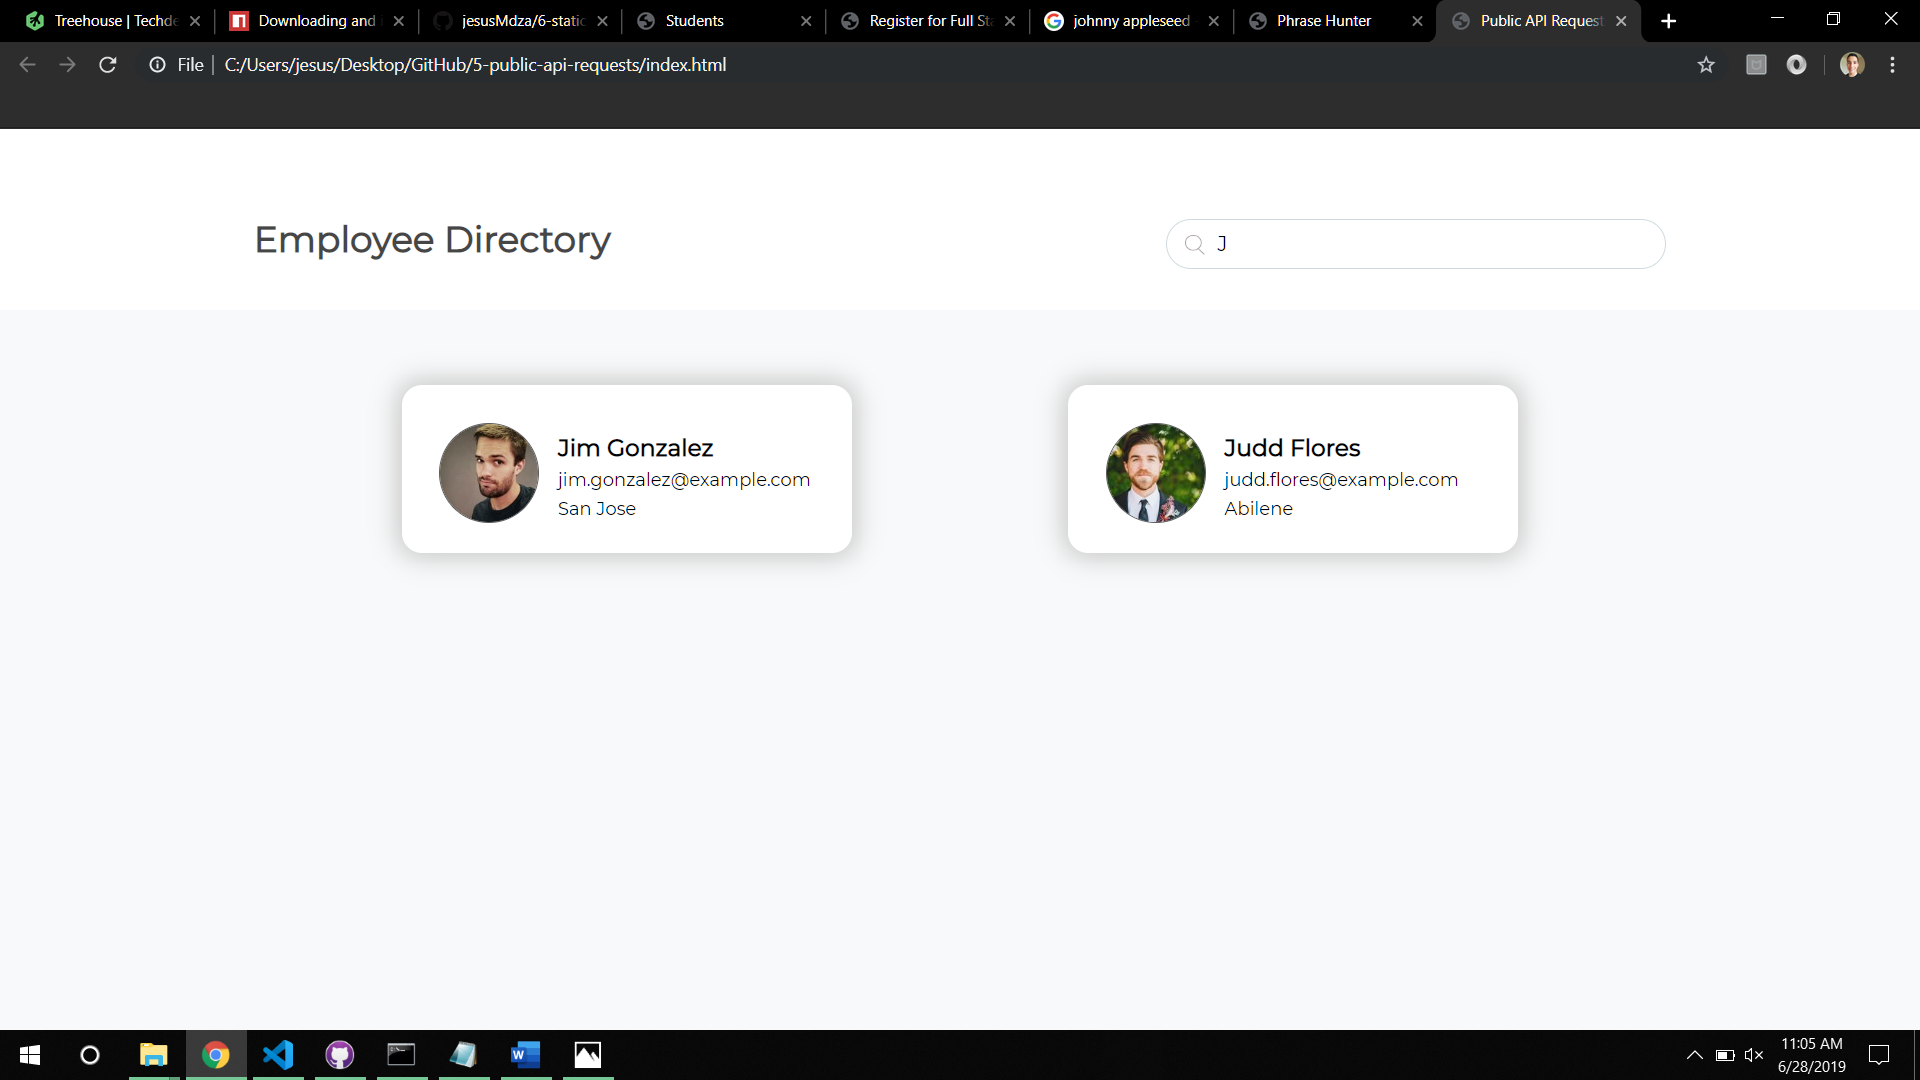 Treehouse | Techde
Downloading and i
jesusMdza/6-static
Students
Register for Full Sta
johnny appleseed -
Phrase Hunter
Public API Request
File
C:/Users/jesus/Desktop/GitHub/5-public-api-requests/index.html
Employee Directory
J
Jim Gonzalez
jim.gonzalez@example.com
San Jose
Judd Flores
judd.flores@example.com
Abilene
11:05 AM
6/28/2019